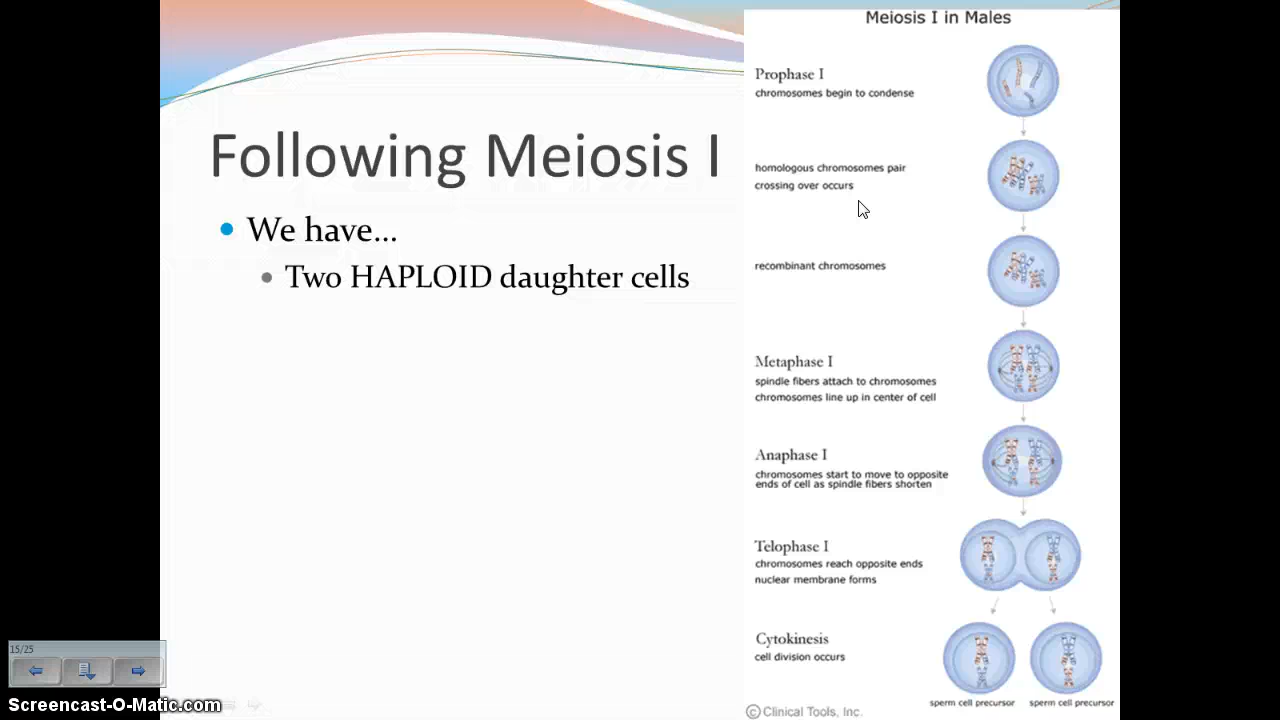 Meiosis I in Males
Prophase I
chromosomes begin to condense
Following Meiosis I
homologous chromosomes pair
crossing over occurs
We have...
Two HAPLOID daughter cells
recombinant chromosomes
Metaphase I
spindle fibers attach to chromosomes
chromosomes line up in center of cell
Anaphase I
chromosomes start to move to opposite
ends of cell as spindle fibers shorten
Telophase I
chromosomes reach opposite ends
nuclear membrane forms
Cytokinesis
cell division occurs
sperm cell precursor
sperm cell precursor
© Clinical Tools, Inc.
15/25
Screencast-O-Matic.com